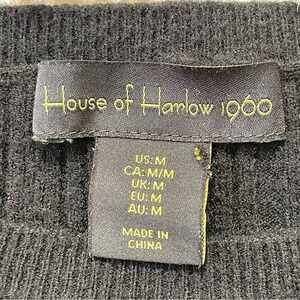 House of Harlow 1960
US: M
CA: M/M
UK: M
EU: M
AU: M
MADE IN
CHINA